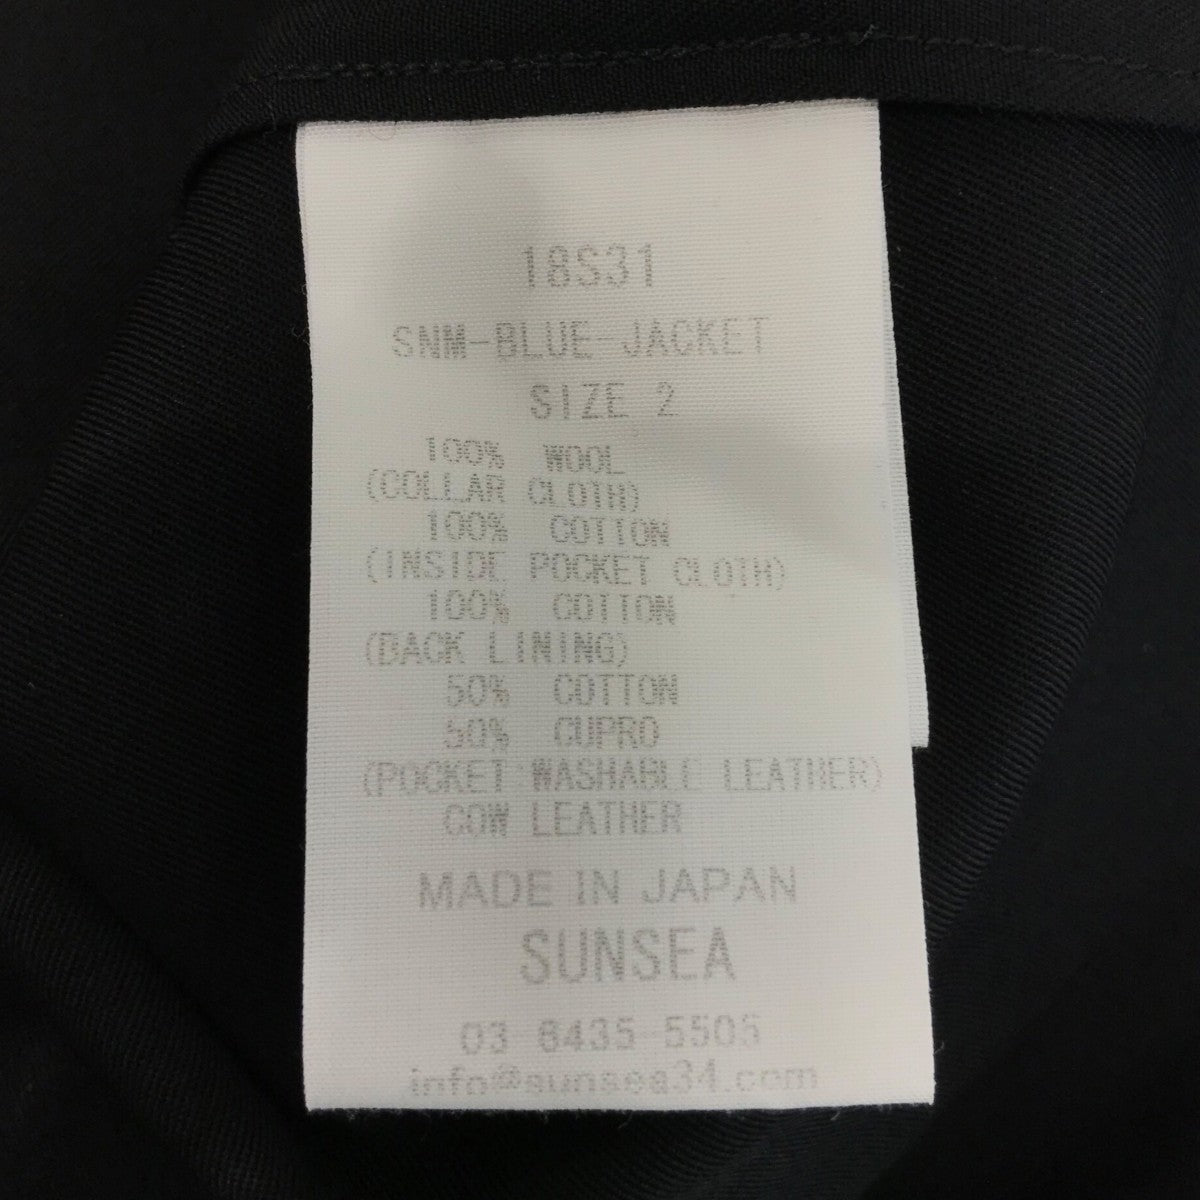 18S31
SNM-BLUE-JACKET
SIZE 2
100% WOOL
(COLLAR CLOTH)
100% COTTON
(INSIDE POCKET CLOTH)
100% COTTON
(BACK LINING)
50% COTTON
50% CUPRO
(POCKET WASHABLE LEATHER)
COW LEATHER
MADE IN JAPAN
SUNSEA
03 6435 5505
info@sunsea34.com